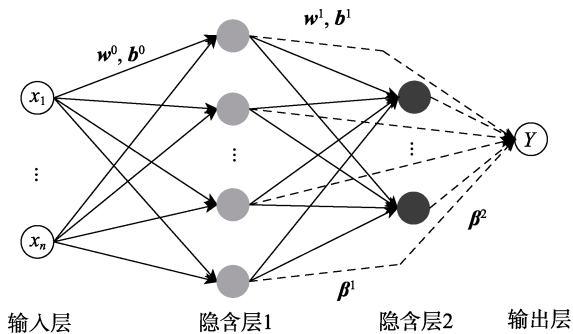 w⁰, b⁰
w¹, b¹
x₁
⋮
xₙ
⋮
⋮
Y
β²
β¹
输入层
隐含层1
隐含层2
输出层